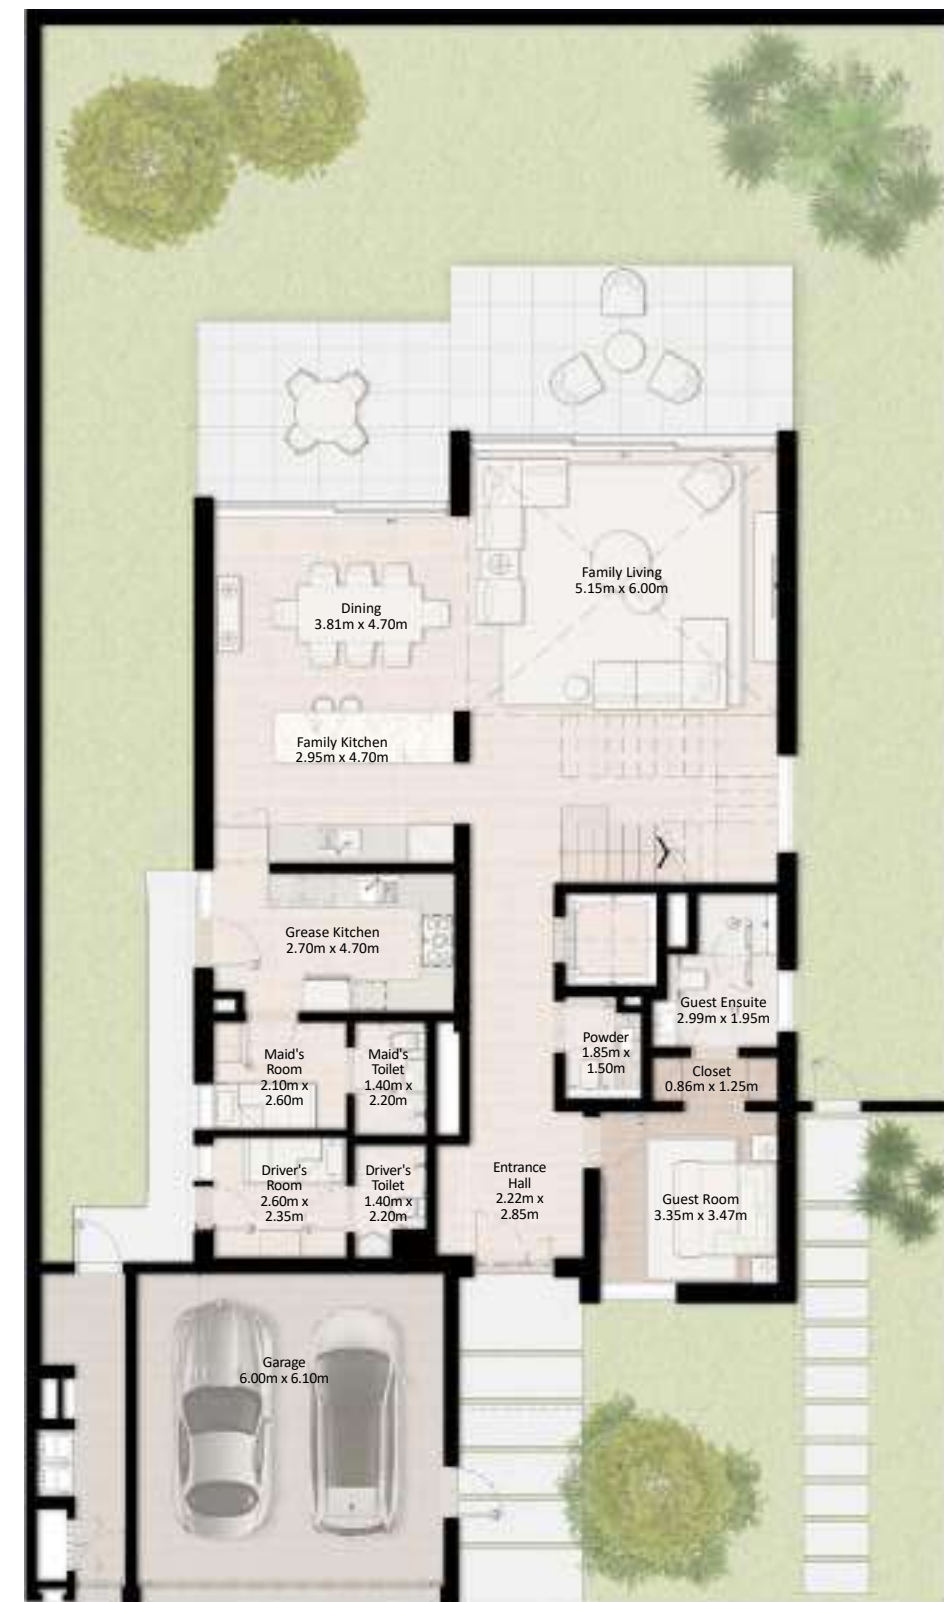 Family Living
5.15m x 6.00m
Dining
3.81m x 4.70m
Family Kitchen
2.95m x 4.70m
Grease Kitchen
2.70m x 4.70m
Guest Ensuite
2.99m x 1.95m
Powder
1.85m x
1.50m
Maid's
Room
2.10m x
2.60m
Maid's
Toilet
1.40m x
2.20m
Closet
0.86m x 1.25m
Driver's
Room
2.60m x
2.35m
Driver's
Toilet
1.40m x
2.20m
Entrance
Hall
2.22m x
2.85m
Guest Room
3.35m x 3.47m
Garage
6.00m x 6.10m